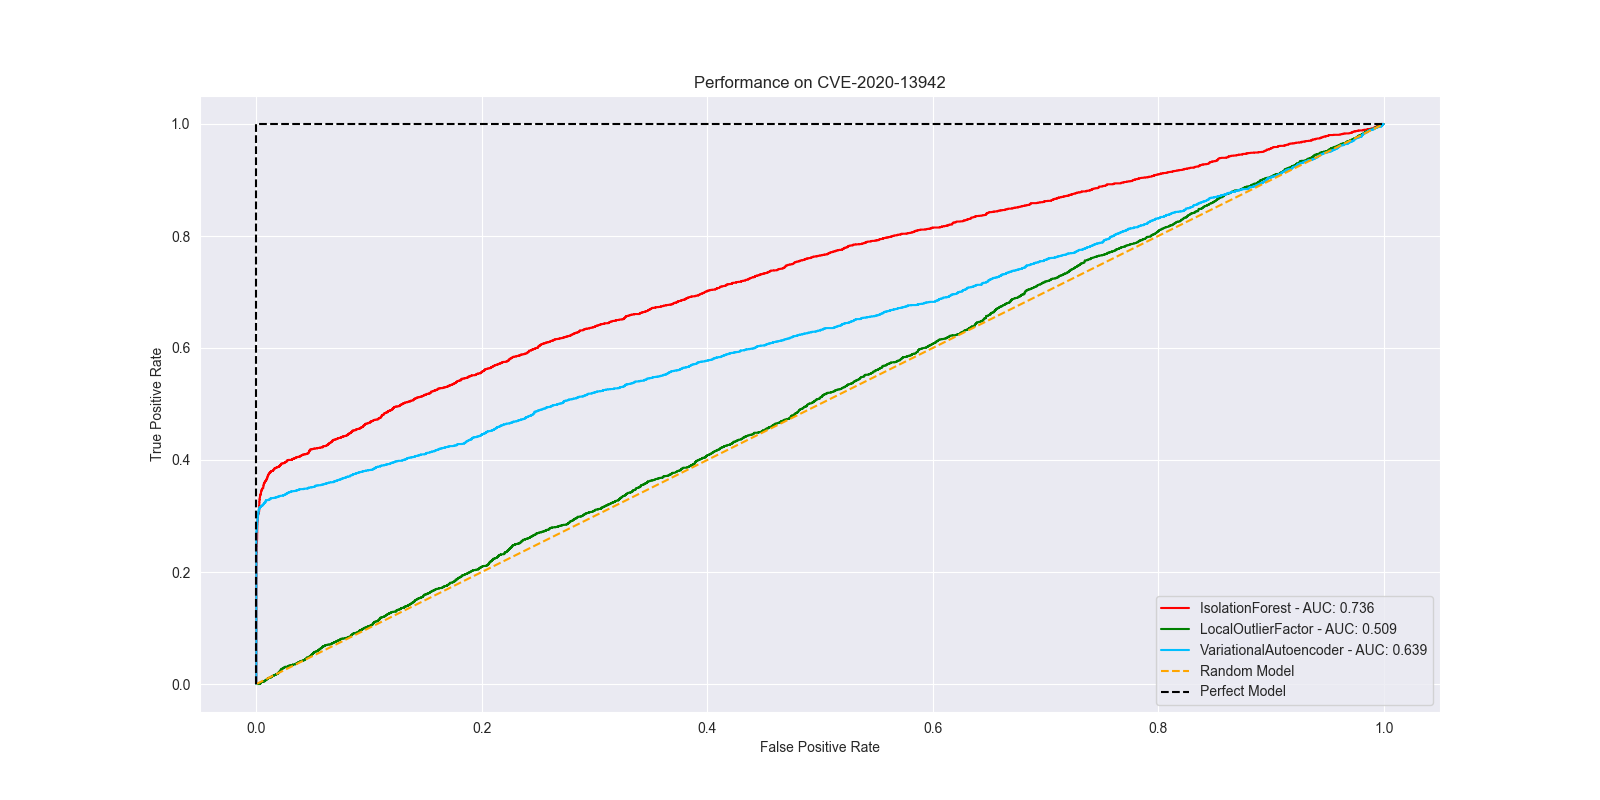 Performance on CVE-2020-13942
True Positive Rate
1.0
0.8
0.6
0.4
0.2
0.0
0.0 0.2 0.4 0.6 0.8 1.0
False Positive Rate
IsolationForest - AUC: 0.736
LocalOutlierFactor - AUC: 0.509
VariationalAutoencoder - AUC: 0.639
Random Model
Perfect Model